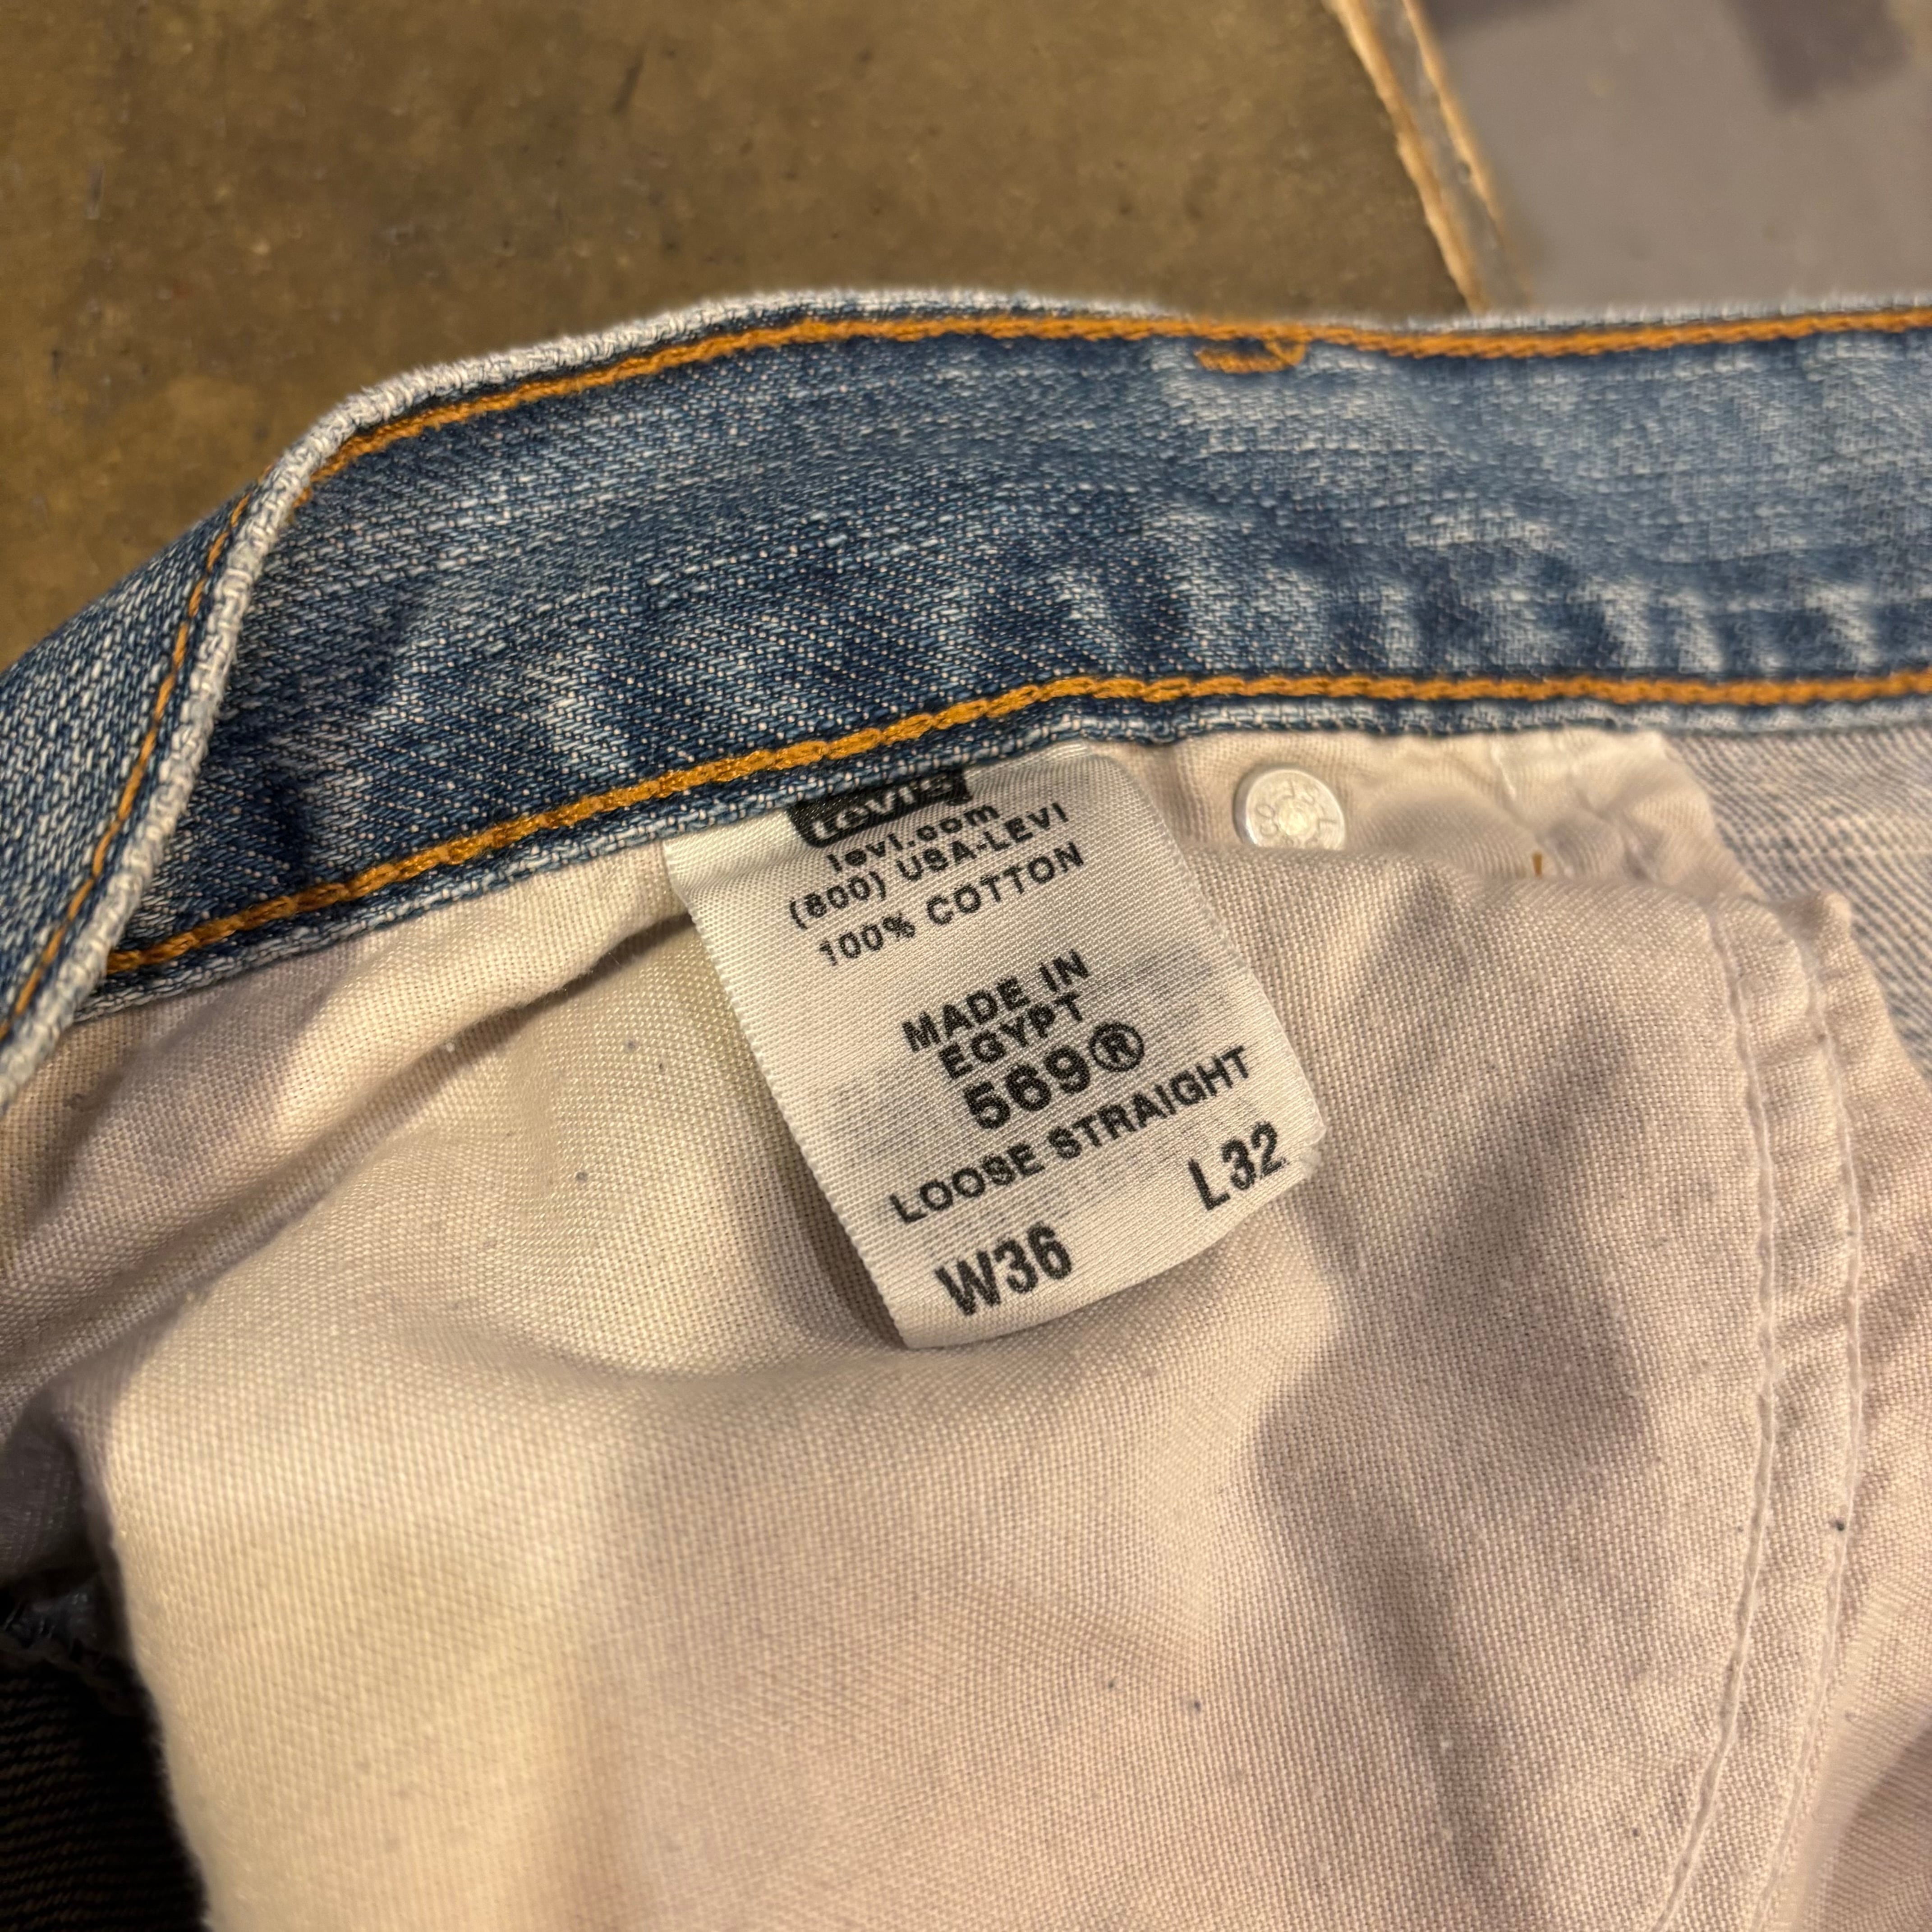 Levi's
levi.com
(800) USA-LEVI
100% COTTON
MADE IN
EGYPT
569®
LOOSE STRAIGHT
W36 L32